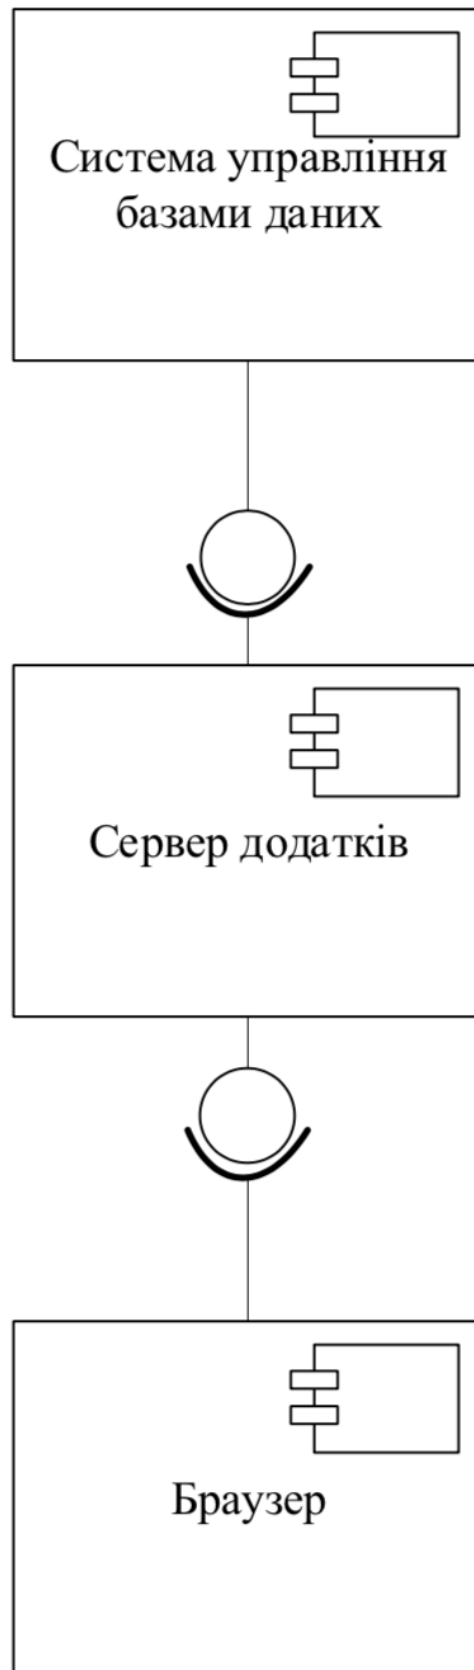 Система управління
базами даних
Сервер додатків
Браузер